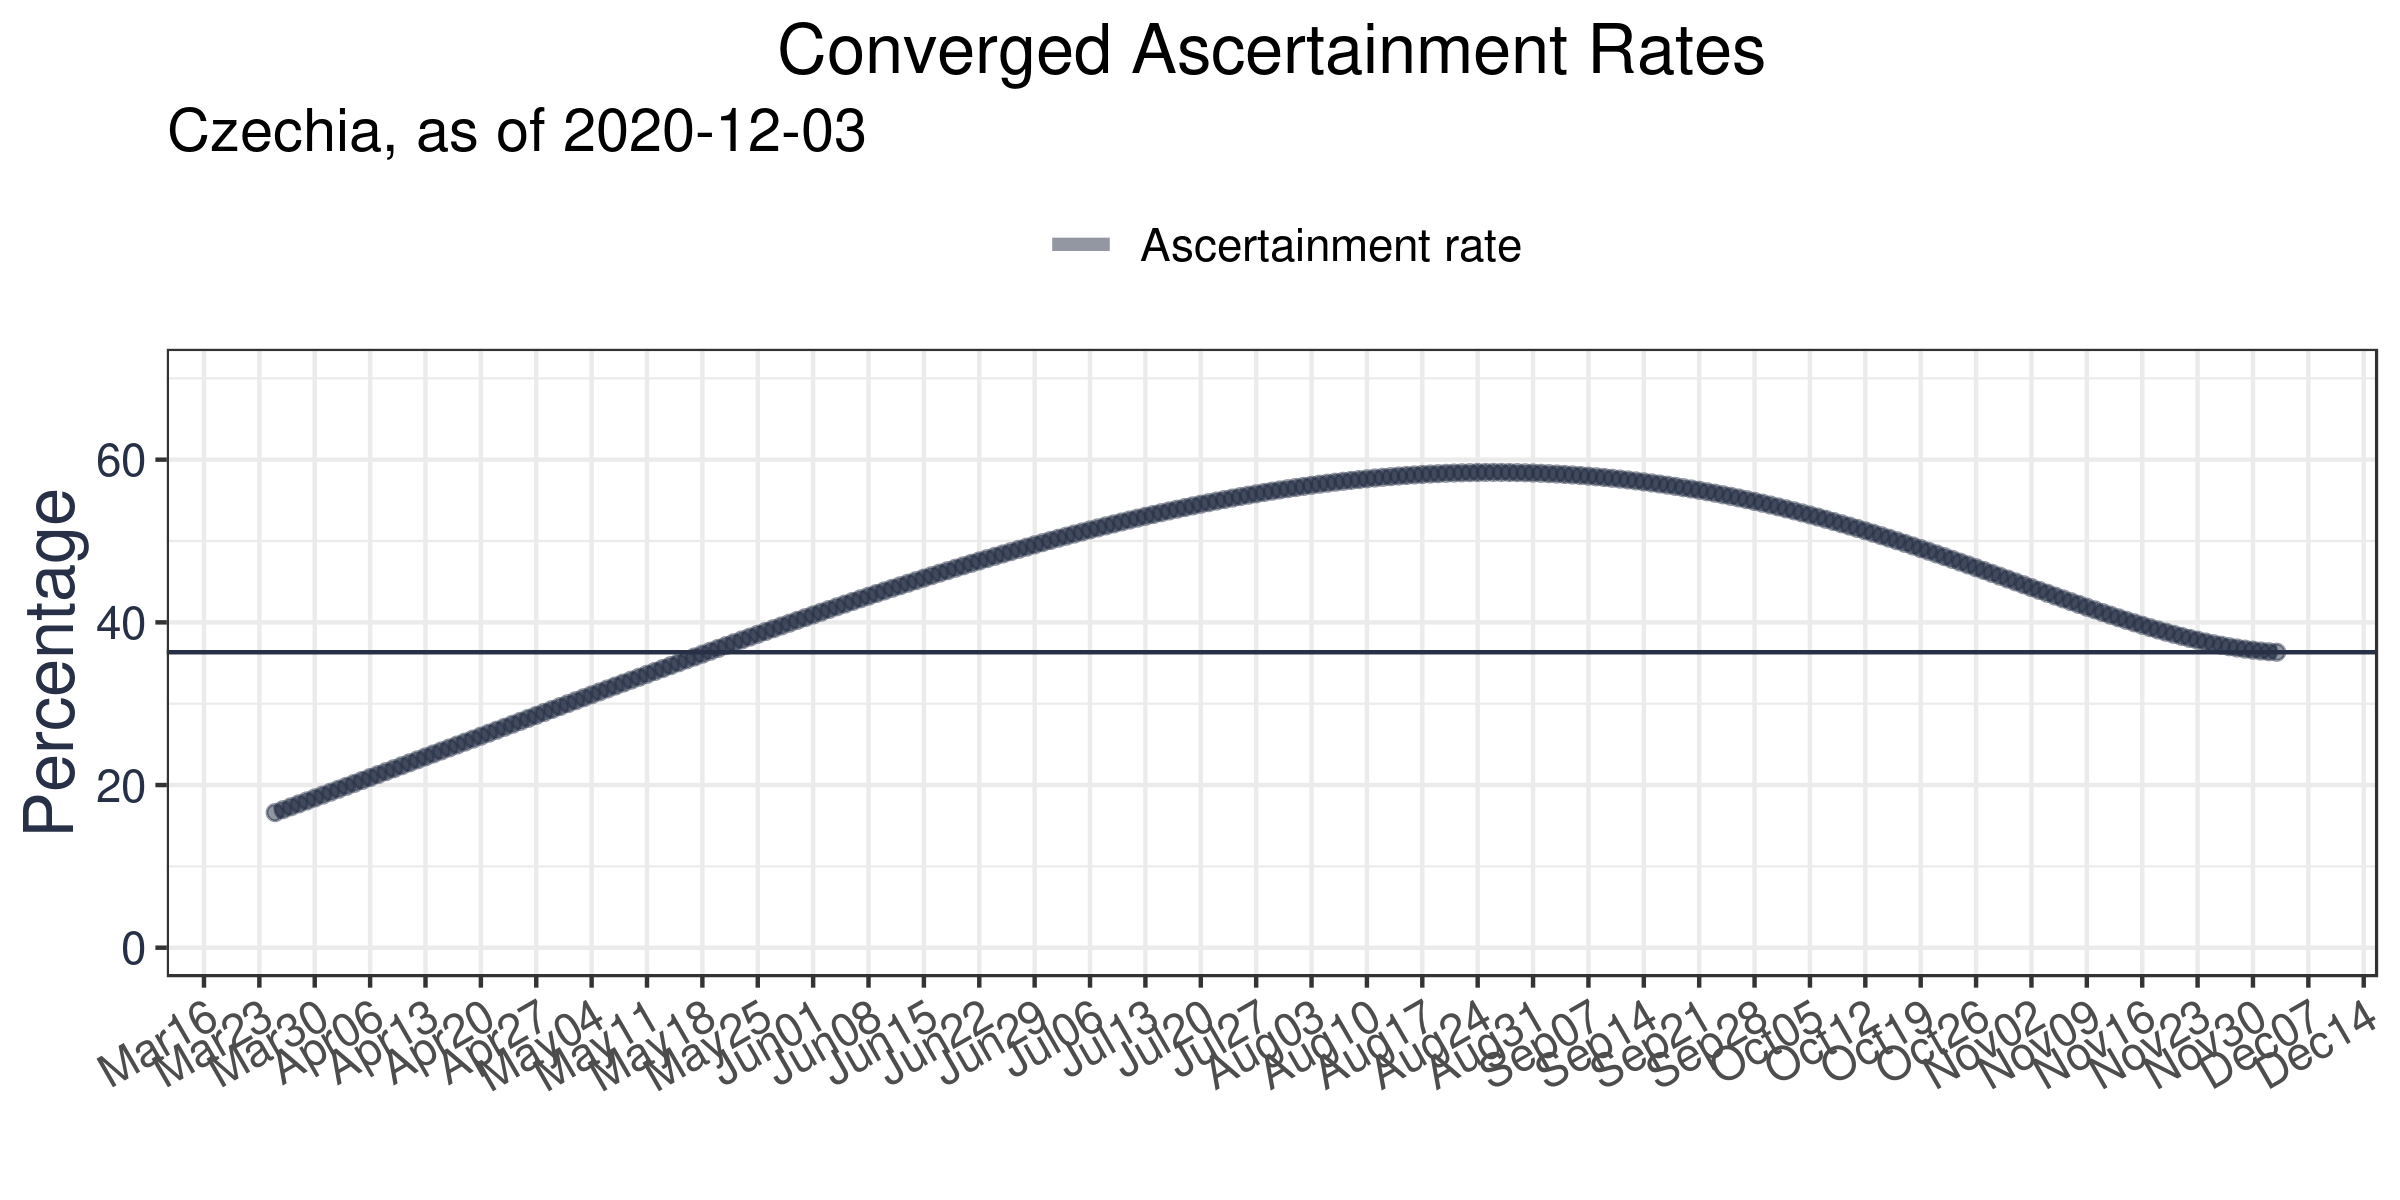 Converged Ascertainment Rates
Czechia, as of 2020-12-03
Ascertainment rate
Percentage
60
40
20
0
Mar16
Mar23
Mar30
Apr06
Apr13
Apr20
Apr27
May04
May11
May18
May25
Jun01
Jun08
Jun15
Jun22
Jun29
Jul06
Jul13
Jul20
Jul27
Aug03
Aug10
Aug17
Aug24
Aug31
Sep07
Sep14
Sep21
Sep28
Oct05
Oct12
Oct19
Oct26
Nov02
Nov09
Nov16
Nov23
Nov30
Dec07
Dec14